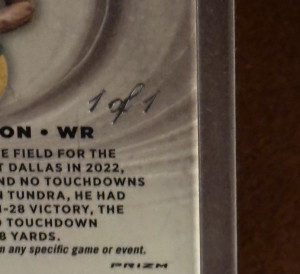 1 of 1
ON • WR
E FIELD FOR THE
T DALLAS IN 2022,
ND NO TOUCHDOWNS
N TUNDRA, HE HAD
1-28 VICTORY, THE
D TOUCHDOWN
8 YARDS.
m any specific game or event.
PRIZM